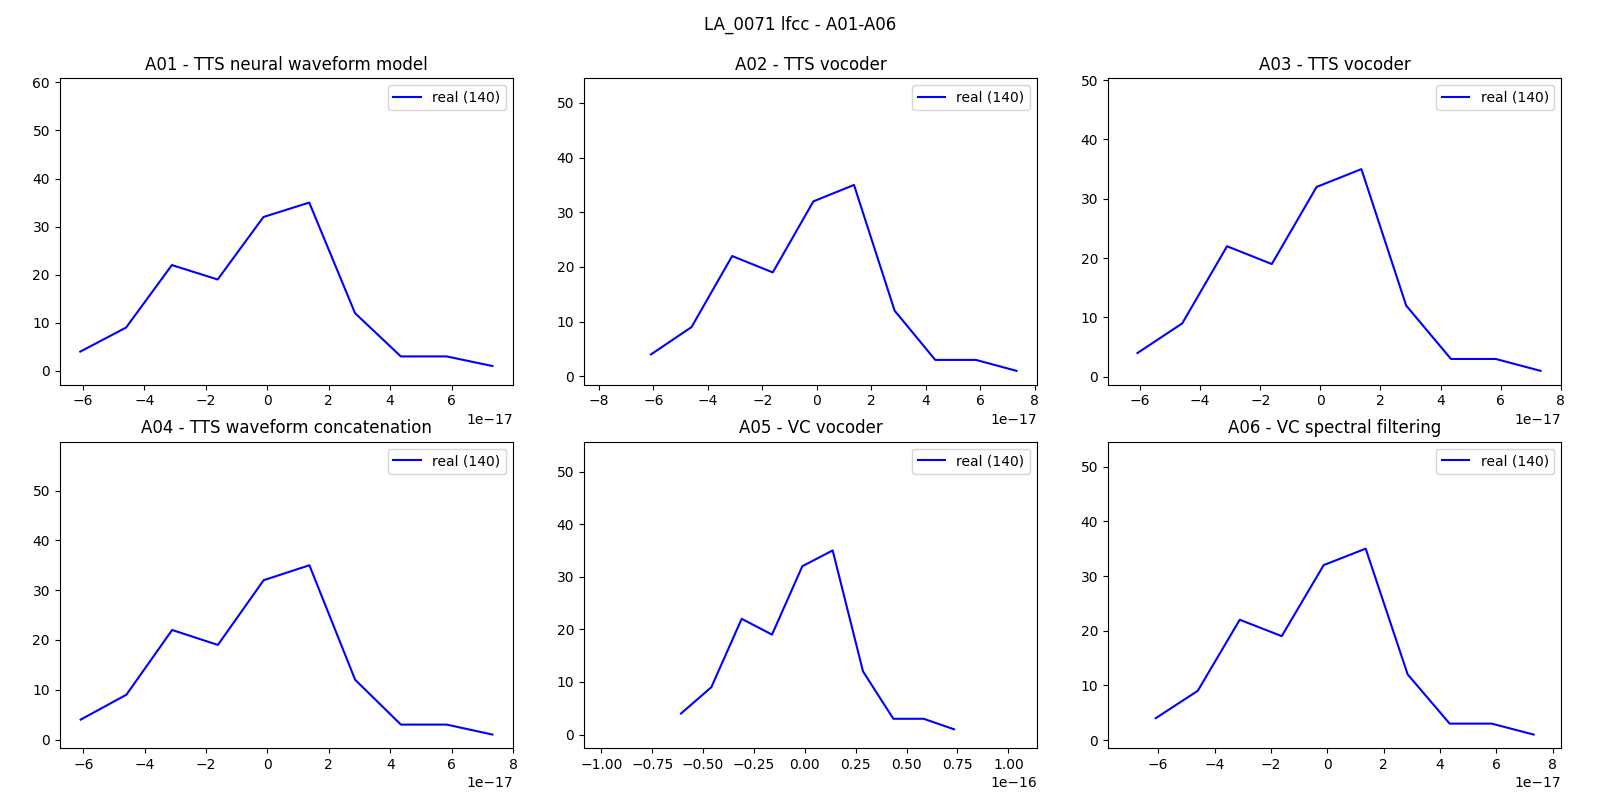 LA_0071 lfcc - A01-A06
A01 - TTS neural waveform model
60
50
40
30
20
10
0
real (140)
−6 −4 −2 0 2 4 6
1e−17
A02 - TTS vocoder
50
40
30
20
10
0
real (140)
−8 −6 −4 −2 0 2 4 6 8
1e−17
A03 - TTS vocoder
50
40
30
20
10
0
real (140)
−6 −4 −2 0 2 4 6 8
1e−17
A04 - TTS waveform concatenation
50
40
30
20
10
0
real (140)
−6 −4 −2 0 2 4 6 8
1e−17
A05 - VC vocoder
50
40
30
20
10
0
real (140)
−1.00 −0.75 −0.50 −0.25 0.00 0.25 0.50 0.75 1.00
1e−16
A06 - VC spectral filtering
50
40
30
20
10
0
real (140)
−6 −4 −2 0 2 4 6 8
1e−17